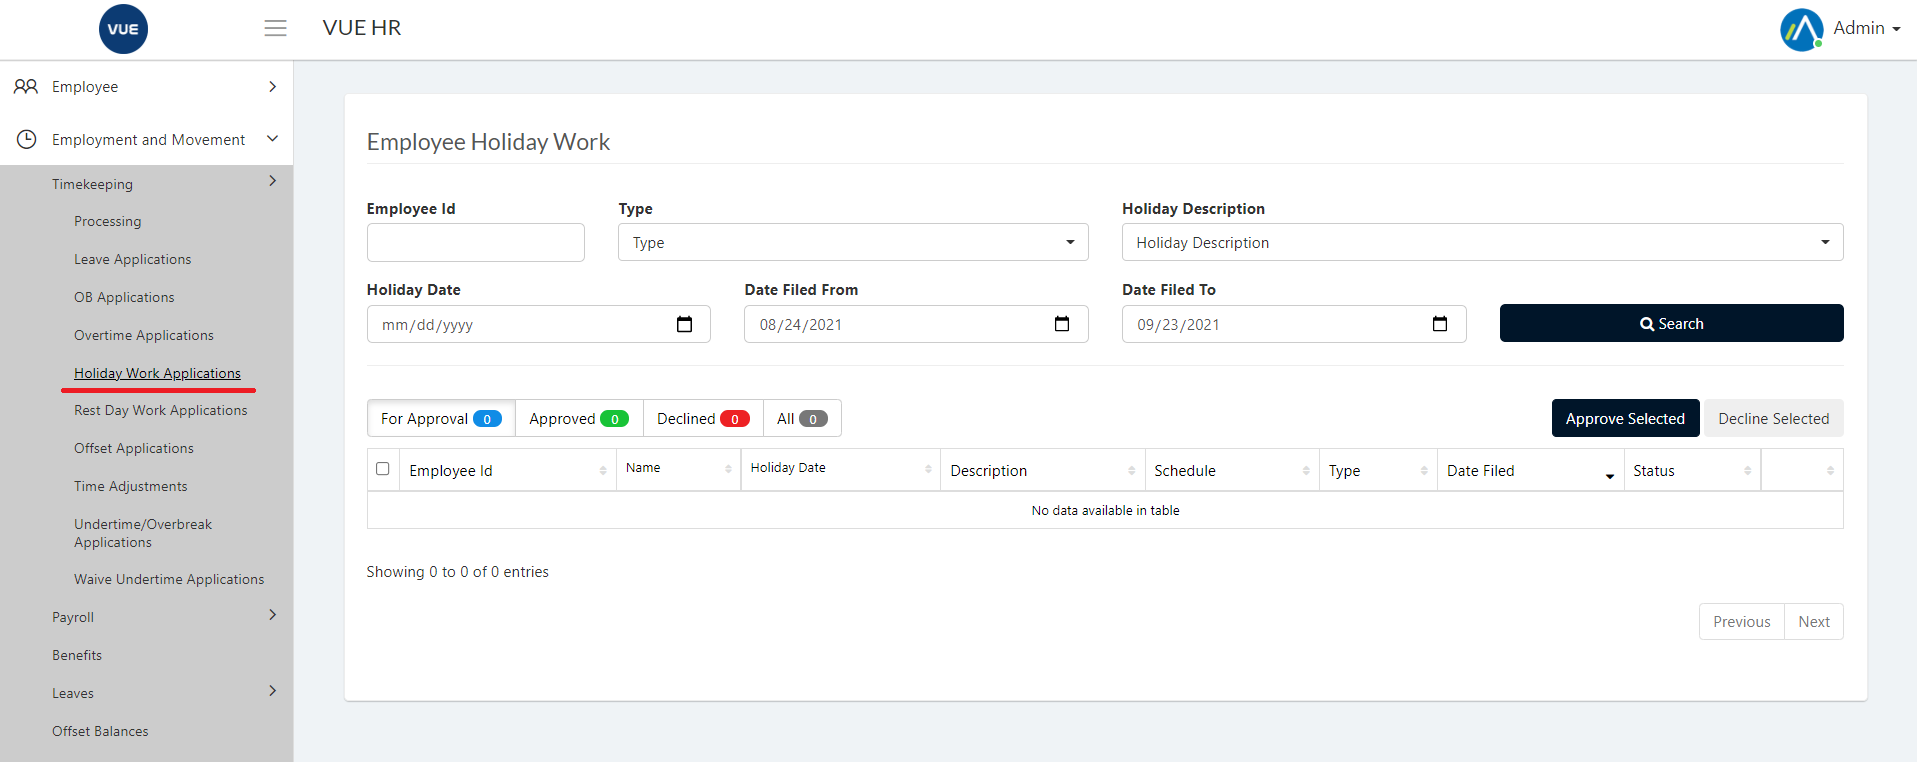 VUE
VUE HR
Admin
Employee
Employment and Movement
Timekeeping
Processing
Leave Applications
OB Applications
Overtime Applications
Holiday Work Applications
Rest Day Work Applications
Offset Applications
Time Adjustments
Undertime/Overbreak
Applications
Waive Undertime Applications
Payroll
Benefits
Leaves
Offset Balances
Employee Holiday Work
Employee Id Type Holiday Description
Type Holiday Description
Holiday Date Date Filed From Date Filed To
mm/dd/yyyy 08/24/2021 09/23/2021 Search
For Approval 0 Approved 0 Declined 0 All 0 Approve Selected Decline Selected
Employee Id Name Holiday Date Description Schedule Type Date Filed Status
No data available in table
Showing 0 to 0 of 0 entries
Previous Next